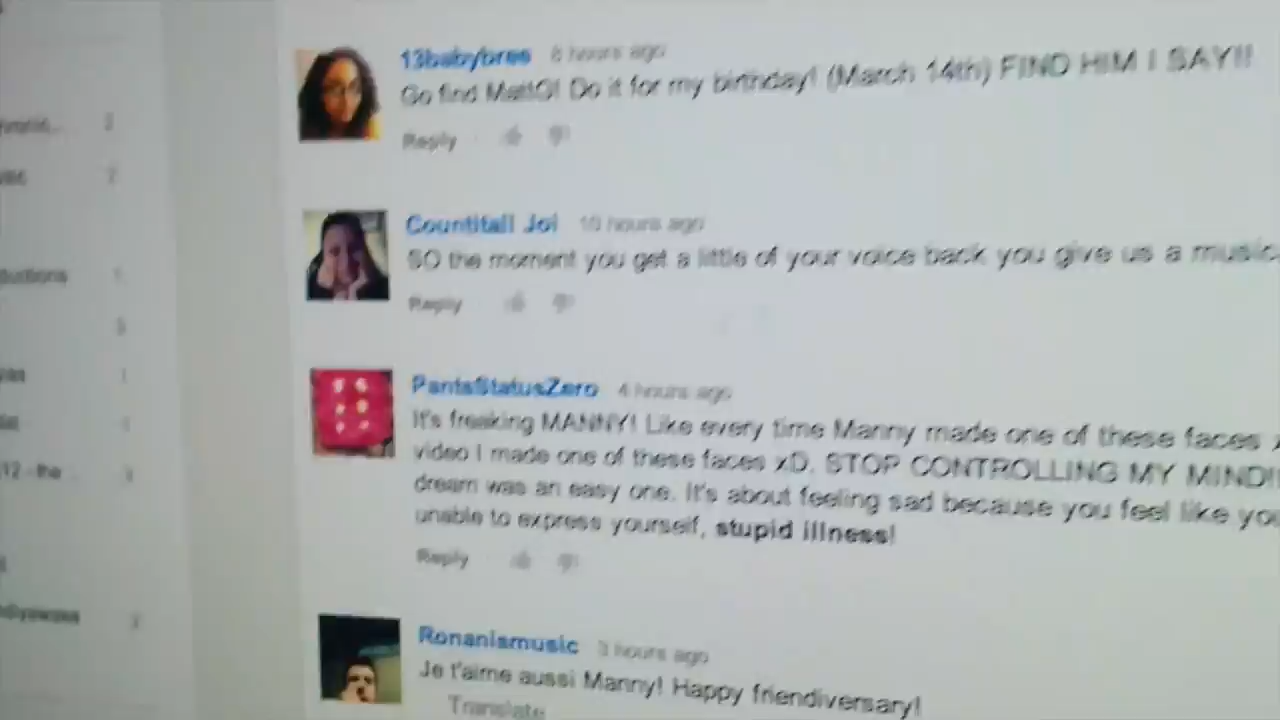 13babybree 6 hours ago
Go find MattG! Do it for my birthday! (March 14th) FIND HIM I SAY!!
Reply
Countitall Joi 10 hours ago
SO the moment you get a little of your voice back you give us a music
Reply
PantsStatusZero 4 hours ago
It's freaking MANNY! Like every time Manny made one of these faces
video I made one of these faces xD. STOP CONTROLLING MY MIND!!
dream was an easy one. It's about feeling sad because you feel like you
unable to express yourself, stupid illness!
Reply
Ronanismusic 3 hours ago
Je t'aime aussi Manny! Happy friendiversary!
Translate